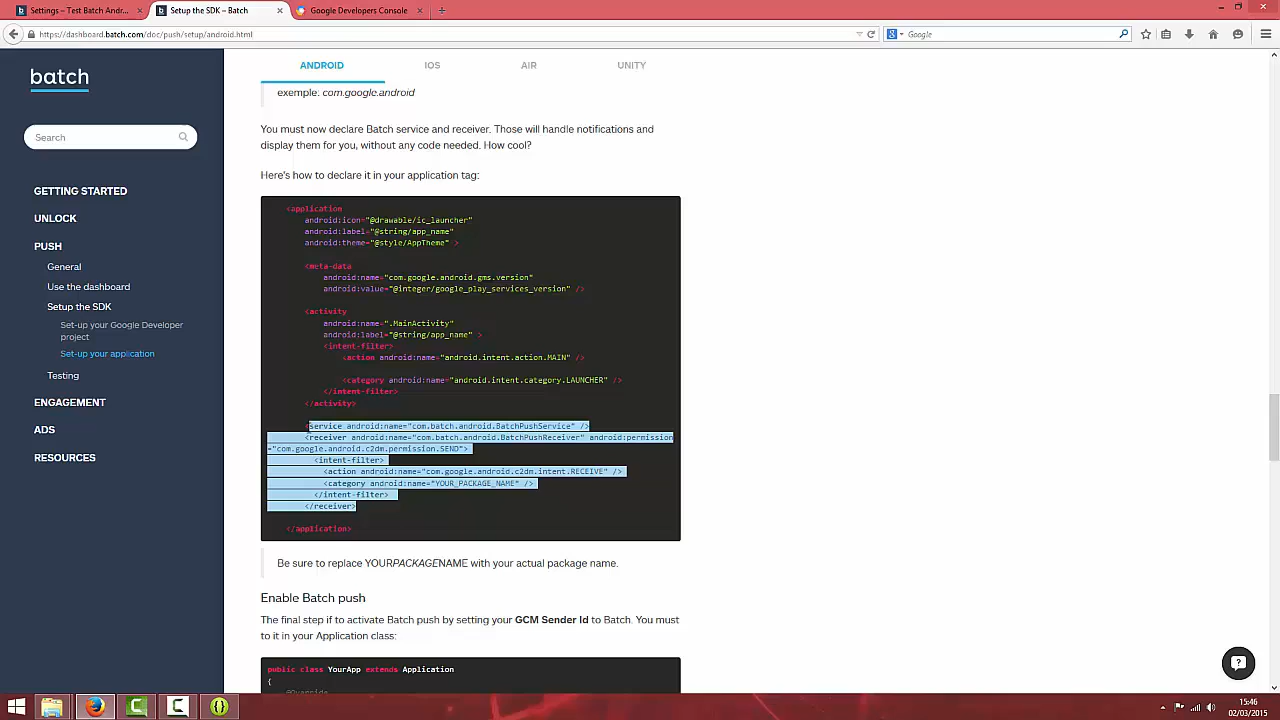 Settings – Test Batch Andr...
Setup the SDK – Batch
Google Developers Console
https://dashboard.batch.com/doc/push/setup/android.html
Google
batch
Search
GETTING STARTED
UNLOCK
PUSH
General
Use the dashboard
Setup the SDK
Set-up your Google Developer
project
Set-up your application
Testing
ENGAGEMENT
ADS
RESOURCES
ANDROID
IOS
AIR
UNITY
exemple: com.google.android
You must now declare Batch service and receiver. Those will handle notifications and
display them for you, without any code needed. How cool?
Here's how to declare it in your application tag:
<application
android:icon="@drawable/ic_launcher"
android:label="@string/app_name"
android:theme="@style/AppTheme" >
<meta-data
android:name="com.google.android.gms.version"
android:value="@integer/google_play_services_version" />
<activity
android:name=".MainActivity"
android:label="@string/app_name" >
<intent-filter>
<action android:name="android.intent.action.MAIN" />
<category android:name="android.intent.category.LAUNCHER" />
</intent-filter>
</activity>
<service android:name="com.batch.android.BatchPushService" />
<receiver android:name="com.batch.android.BatchPushReceiver" android:permission
="com.google.android.c2dm.permission.SEND">
<intent-filter>
<action android:name="com.google.android.c2dm.intent.RECEIVE" />
<category android:name="YOUR_PACKAGE_NAME" />
</intent-filter>
</receiver>
</application>
Be sure to replace YOURPACKAGENAME with your actual package name.
Enable Batch push
The final step if to activate Batch push by setting your GCM Sender Id to Batch. You must
to it in your Application class:
public class YourApp extends Application
{
@Override
15:46
02/03/2015